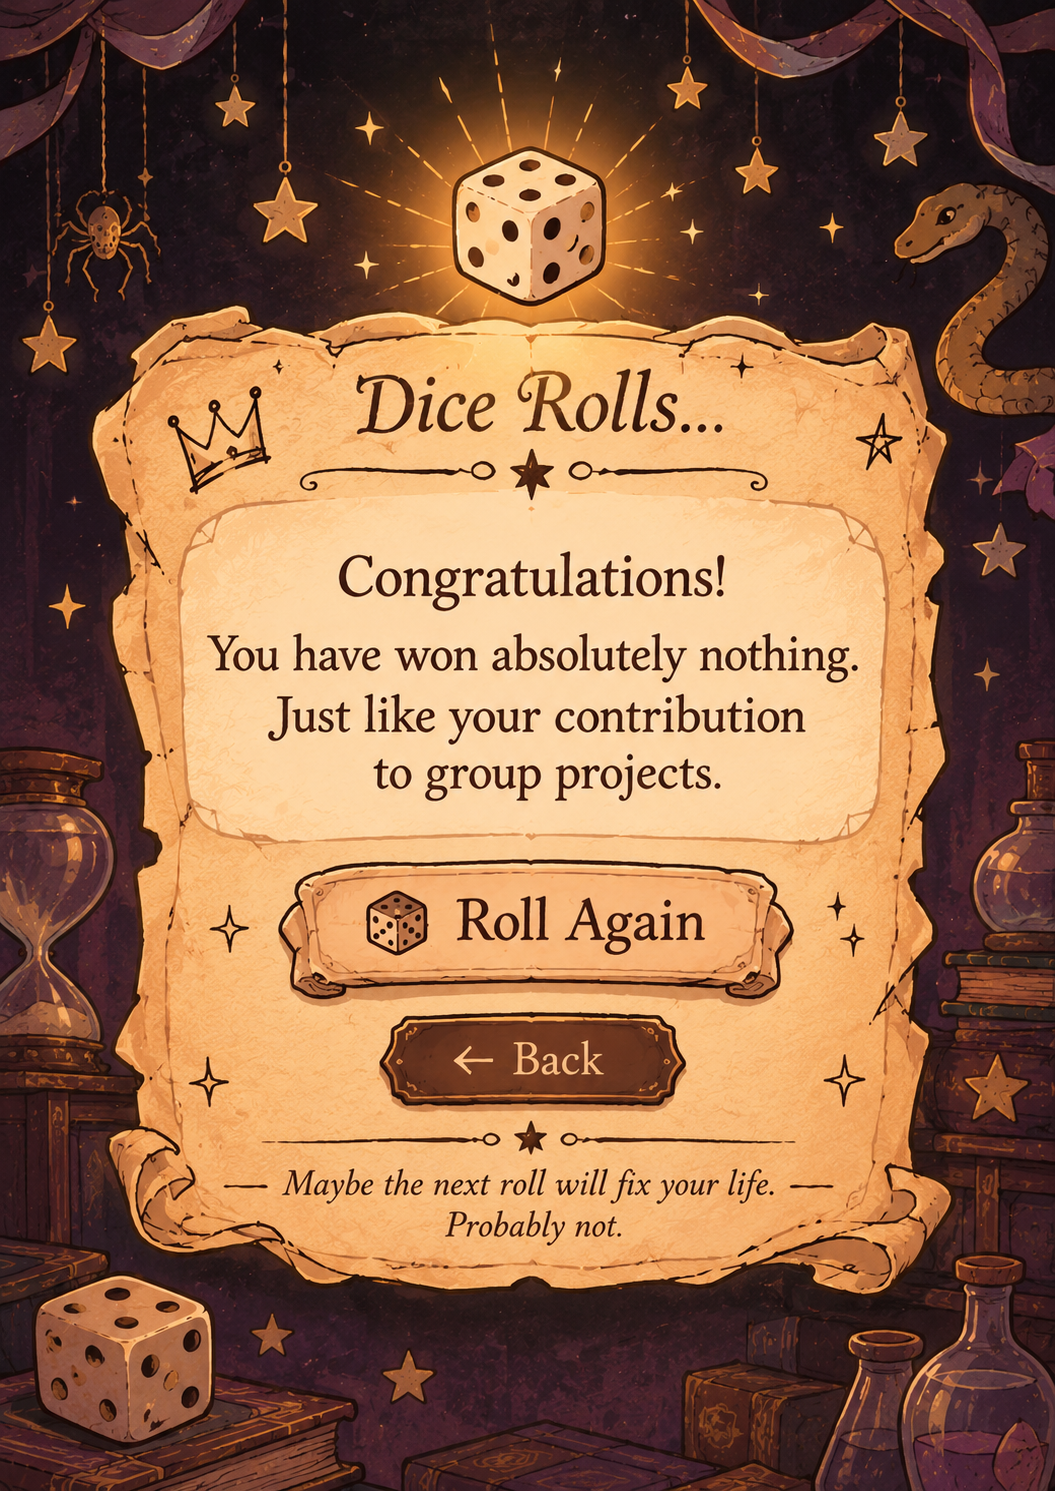 Dice Rolls...
Congratulations!
You have won absolutely nothing.
Just like your contribution
to group projects.
Roll Again
← Back
— Maybe the next roll will fix your life. —
Probably not.